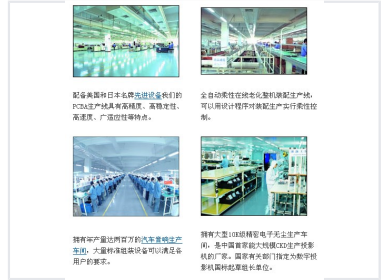 配备美国和日本名牌先进设备我们的
PCBA生产线具有高精度、高稳定性、
高速度、广适应性等特点。
全自动柔性在线老化整机装配生产线,
可以用设计程序对装配生产实行柔性控
制。
拥有年产量达两百万的汽车音响生产
车间，大量标准组装设备可以满足各
用户的要求。
拥有大型10K级精密电子无尘生产车
间，是中国首家能大规模CKD生产投影
机的厂家。国家有关部门指定为数字投
影机国标起草组长单位。